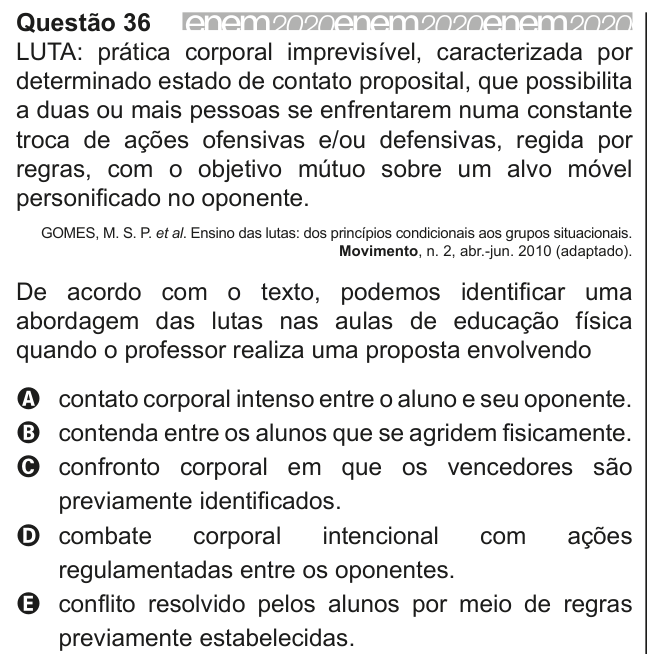 Questão 36 enem2020enem2020enem2020
LUTA: prática corporal imprevisível, caracterizada por
determinado estado de contato proposital, que possibilita
a duas ou mais pessoas se enfrentarem numa constante
troca de ações ofensivas e/ou defensivas, regida por
regras, com o objetivo mútuo sobre um alvo móvel
personificado no oponente.
GOMES, M. S. P. et al. Ensino das lutas: dos princípios condicionais aos grupos situacionais.
Movimento, n. 2, abr.-jun. 2010 (adaptado).
De acordo com o texto, podemos identificar uma
abordagem das lutas nas aulas de educação física
quando o professor realiza uma proposta envolvendo
A contato corporal intenso entre o aluno e seu oponente.
B contenda entre os alunos que se agridem fisicamente.
C confronto corporal em que os vencedores são
previamente identificados.
D combate corporal intencional com ações
regulamentadas entre os oponentes.
E conflito resolvido pelos alunos por meio de regras
previamente estabelecidas.